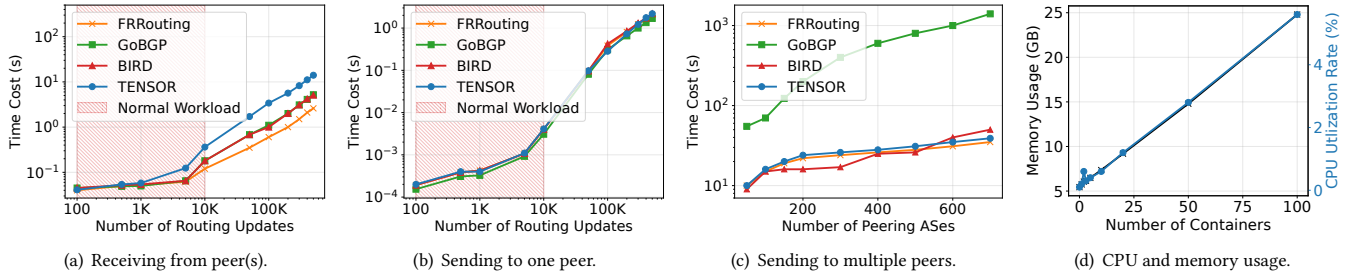 FRRouting
GoBGP
BIRD
TENSOR
Normal Workload
10²
10¹
10⁰
10⁻¹
Time Cost (s)
100 1K 10K 100K
Number of Routing Updates
(a) Receiving from peer(s).
FRRouting
GoBGP
BIRD
TENSOR
Normal Workload
10⁰
10⁻¹
10⁻²
10⁻³
10⁻⁴
Time Cost (s)
100 1K 10K 100K
Number of Routing Updates
(b) Sending to one peer.
FRRouting
GoBGP
BIRD
TENSOR
10³
10²
10¹
Time Cost (s)
200 400 600
Number of Peering ASes
(c) Sending to multiple peers.
25
20
15
10
5
Memory Usage (GB)
4
2
0
CPU Utlization Rate (%)
0 25 50 75 100
Number of Containers
(d) CPU and memory usage.